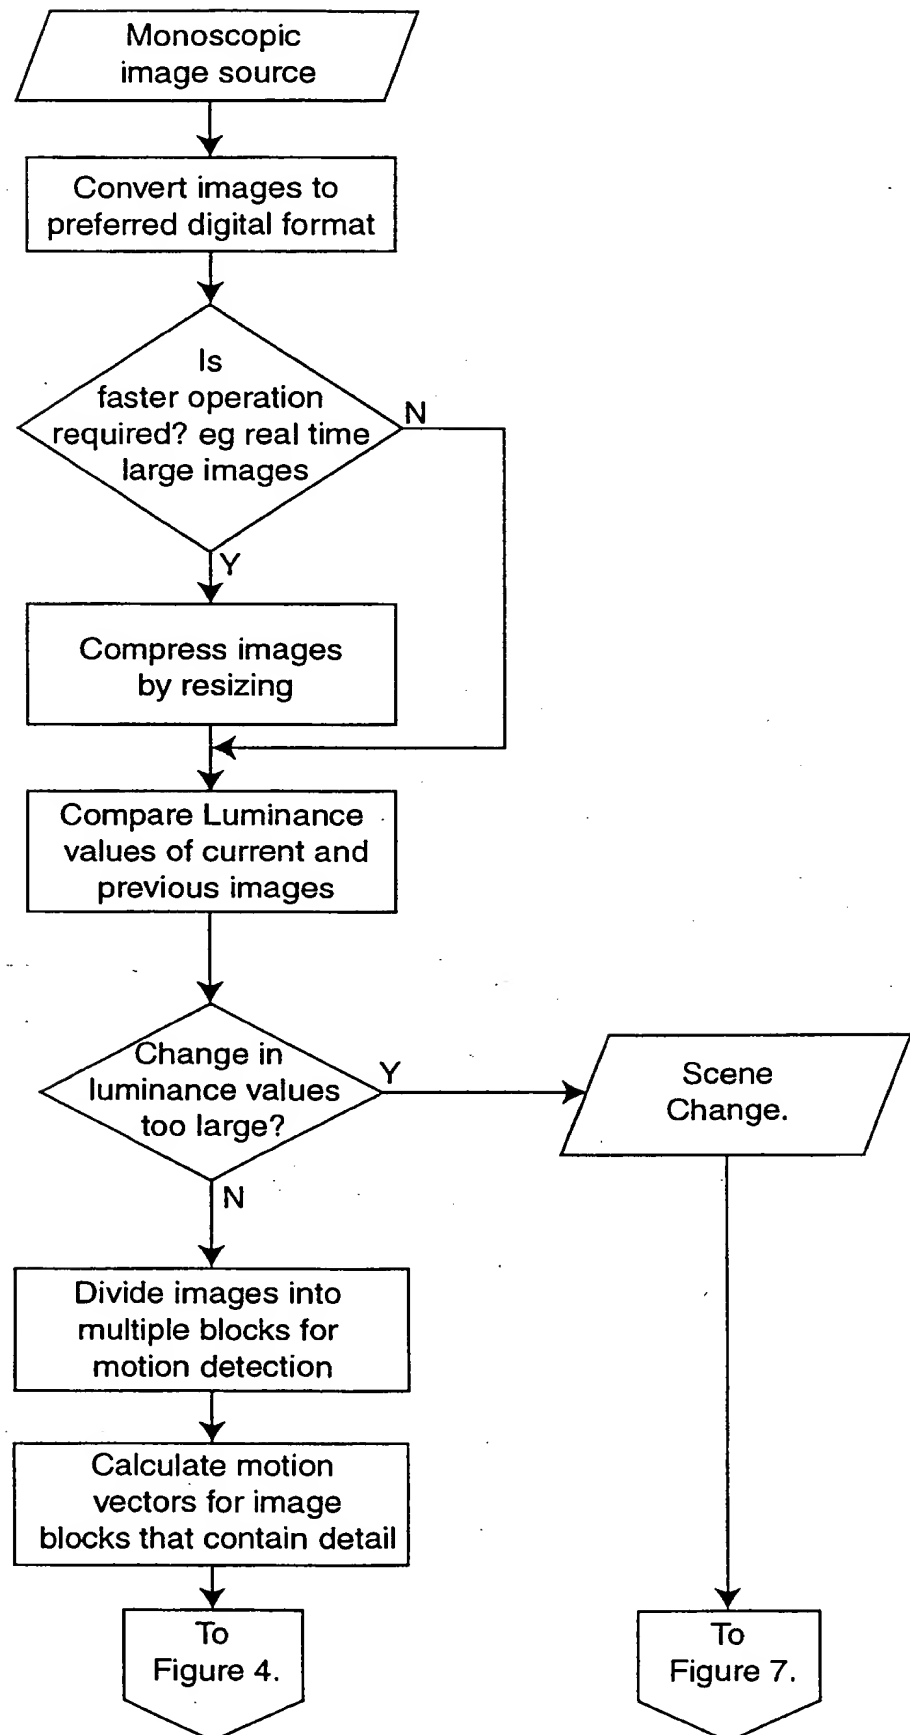 Monoscopic
image source
Convert images to
preferred digital format
Is
faster operation
required? eg real time
large images
N
Y
Compress images
by resizing
Compare Luminance
values of current and
previous images
Change in
luminance values
too large?
Y
Scene
Change.
N
Divide images into
multiple blocks for
motion detection
Calculate motion
vectors for image
blocks that contain detail
To
Figure 4.
To
Figure 7.